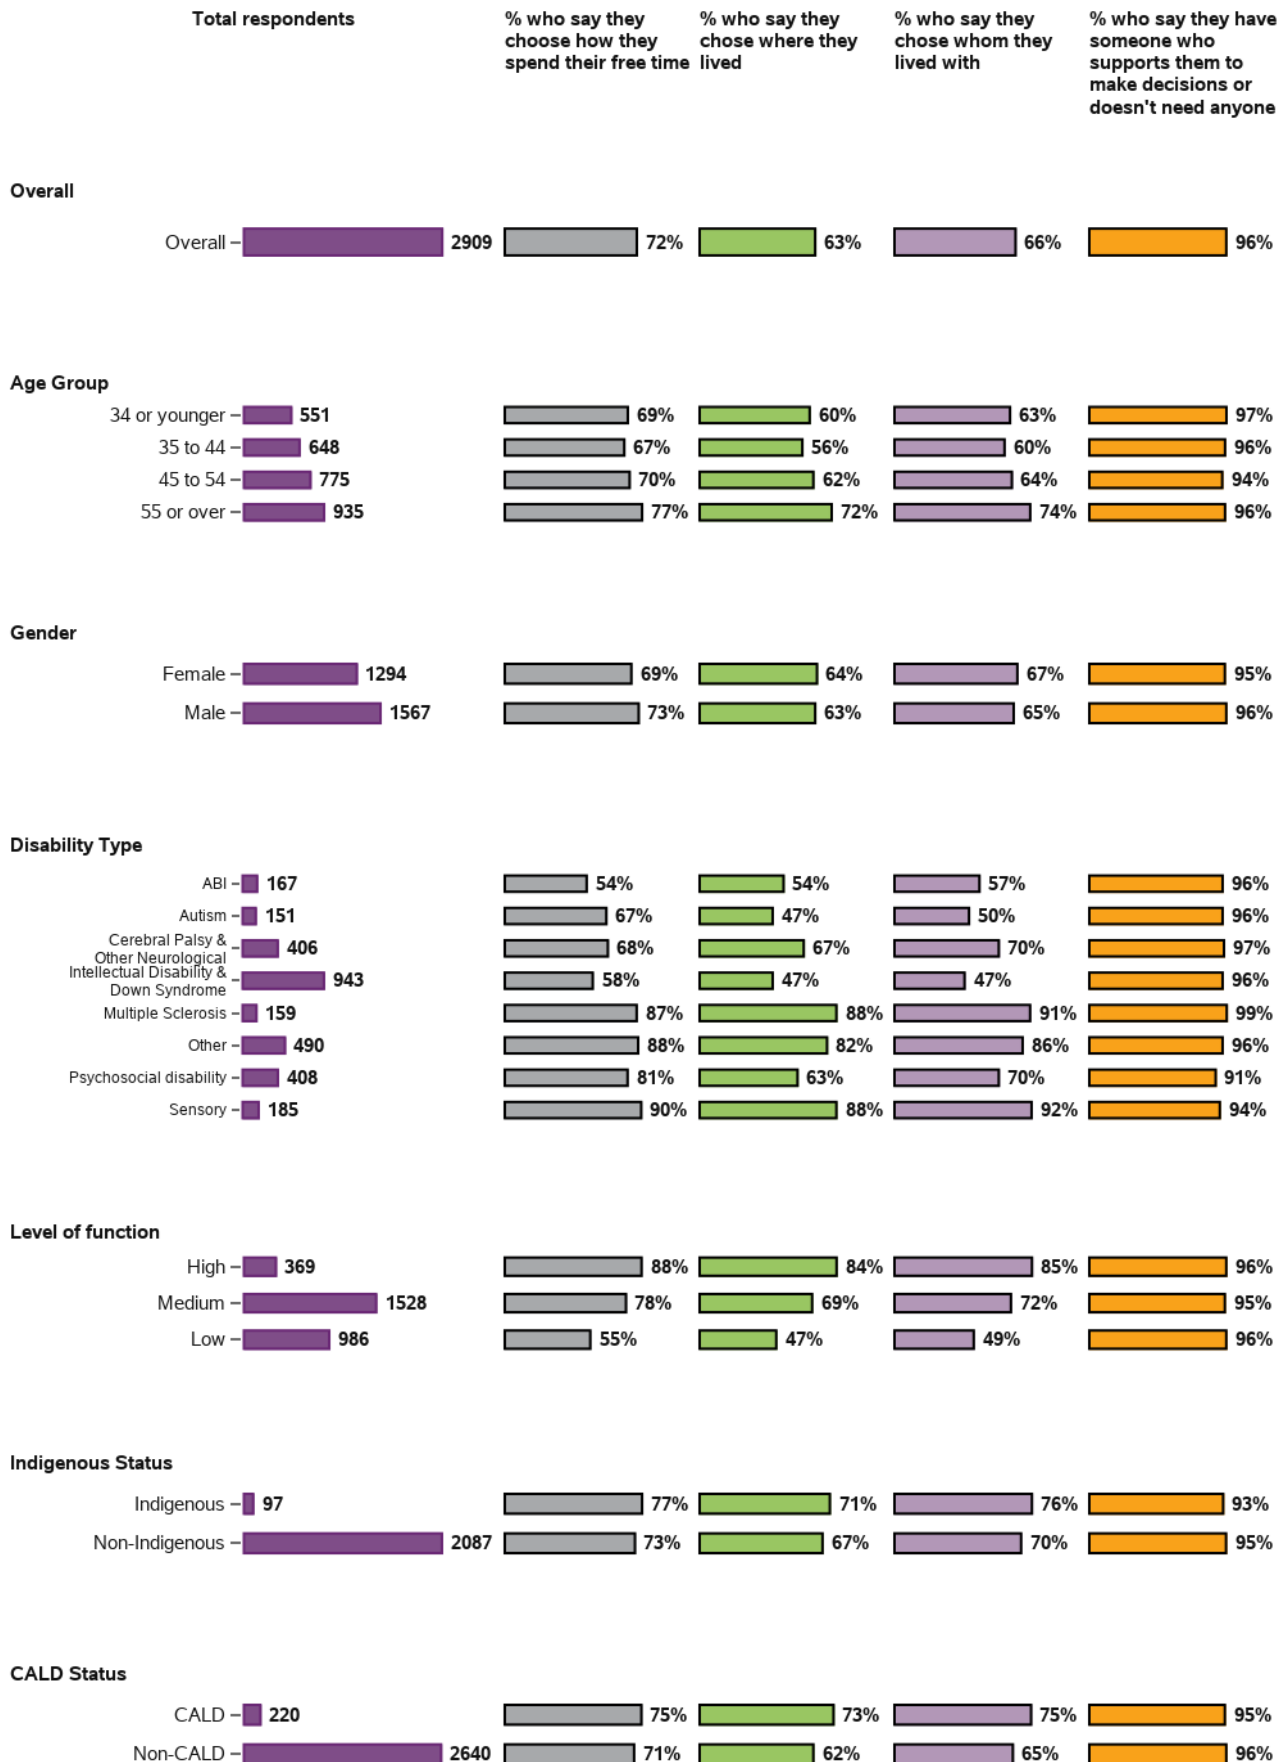 Total respondents
% who say they choose how they spend their free time
% who say they chose where they lived
% who say they chose whom they lived with
% who say they have someone who supports them to make decisions or doesn't need anyone
Overall
Overall 2909 72% 63% 66% 96%
Age Group
34 or younger 551 69% 60% 63% 97%
35 to 44 648 67% 56% 60% 96%
45 to 54 775 70% 62% 64% 94%
55 or over 935 77% 72% 74% 96%
Gender
Female 1294 69% 64% 67% 95%
Male 1567 73% 63% 65% 96%
Disability Type
ABI 167 54% 54% 57% 96%
Autism 151 67% 47% 50% 96%
Cerebral Palsy &
Other Neurological 406 68% 67% 70% 97%
Intellectual Disability &
Down Syndrome 943 58% 47% 47% 96%
Multiple Sclerosis 159 87% 88% 91% 99%
Other 490 88% 82% 86% 96%
Psychosocial disability 408 81% 63% 70% 91%
Sensory 185 90% 88% 92% 94%
Level of function
High 369 88% 84% 85% 96%
Medium 1528 78% 69% 72% 95%
Low 986 55% 47% 49% 96%
Indigenous Status
Indigenous 97 77% 71% 76% 93%
Non-Indigenous 2087 73% 67% 70% 95%
CALD Status
CALD 220 75% 73% 75% 95%
Non-CALD 2640 71% 62% 65% 96%